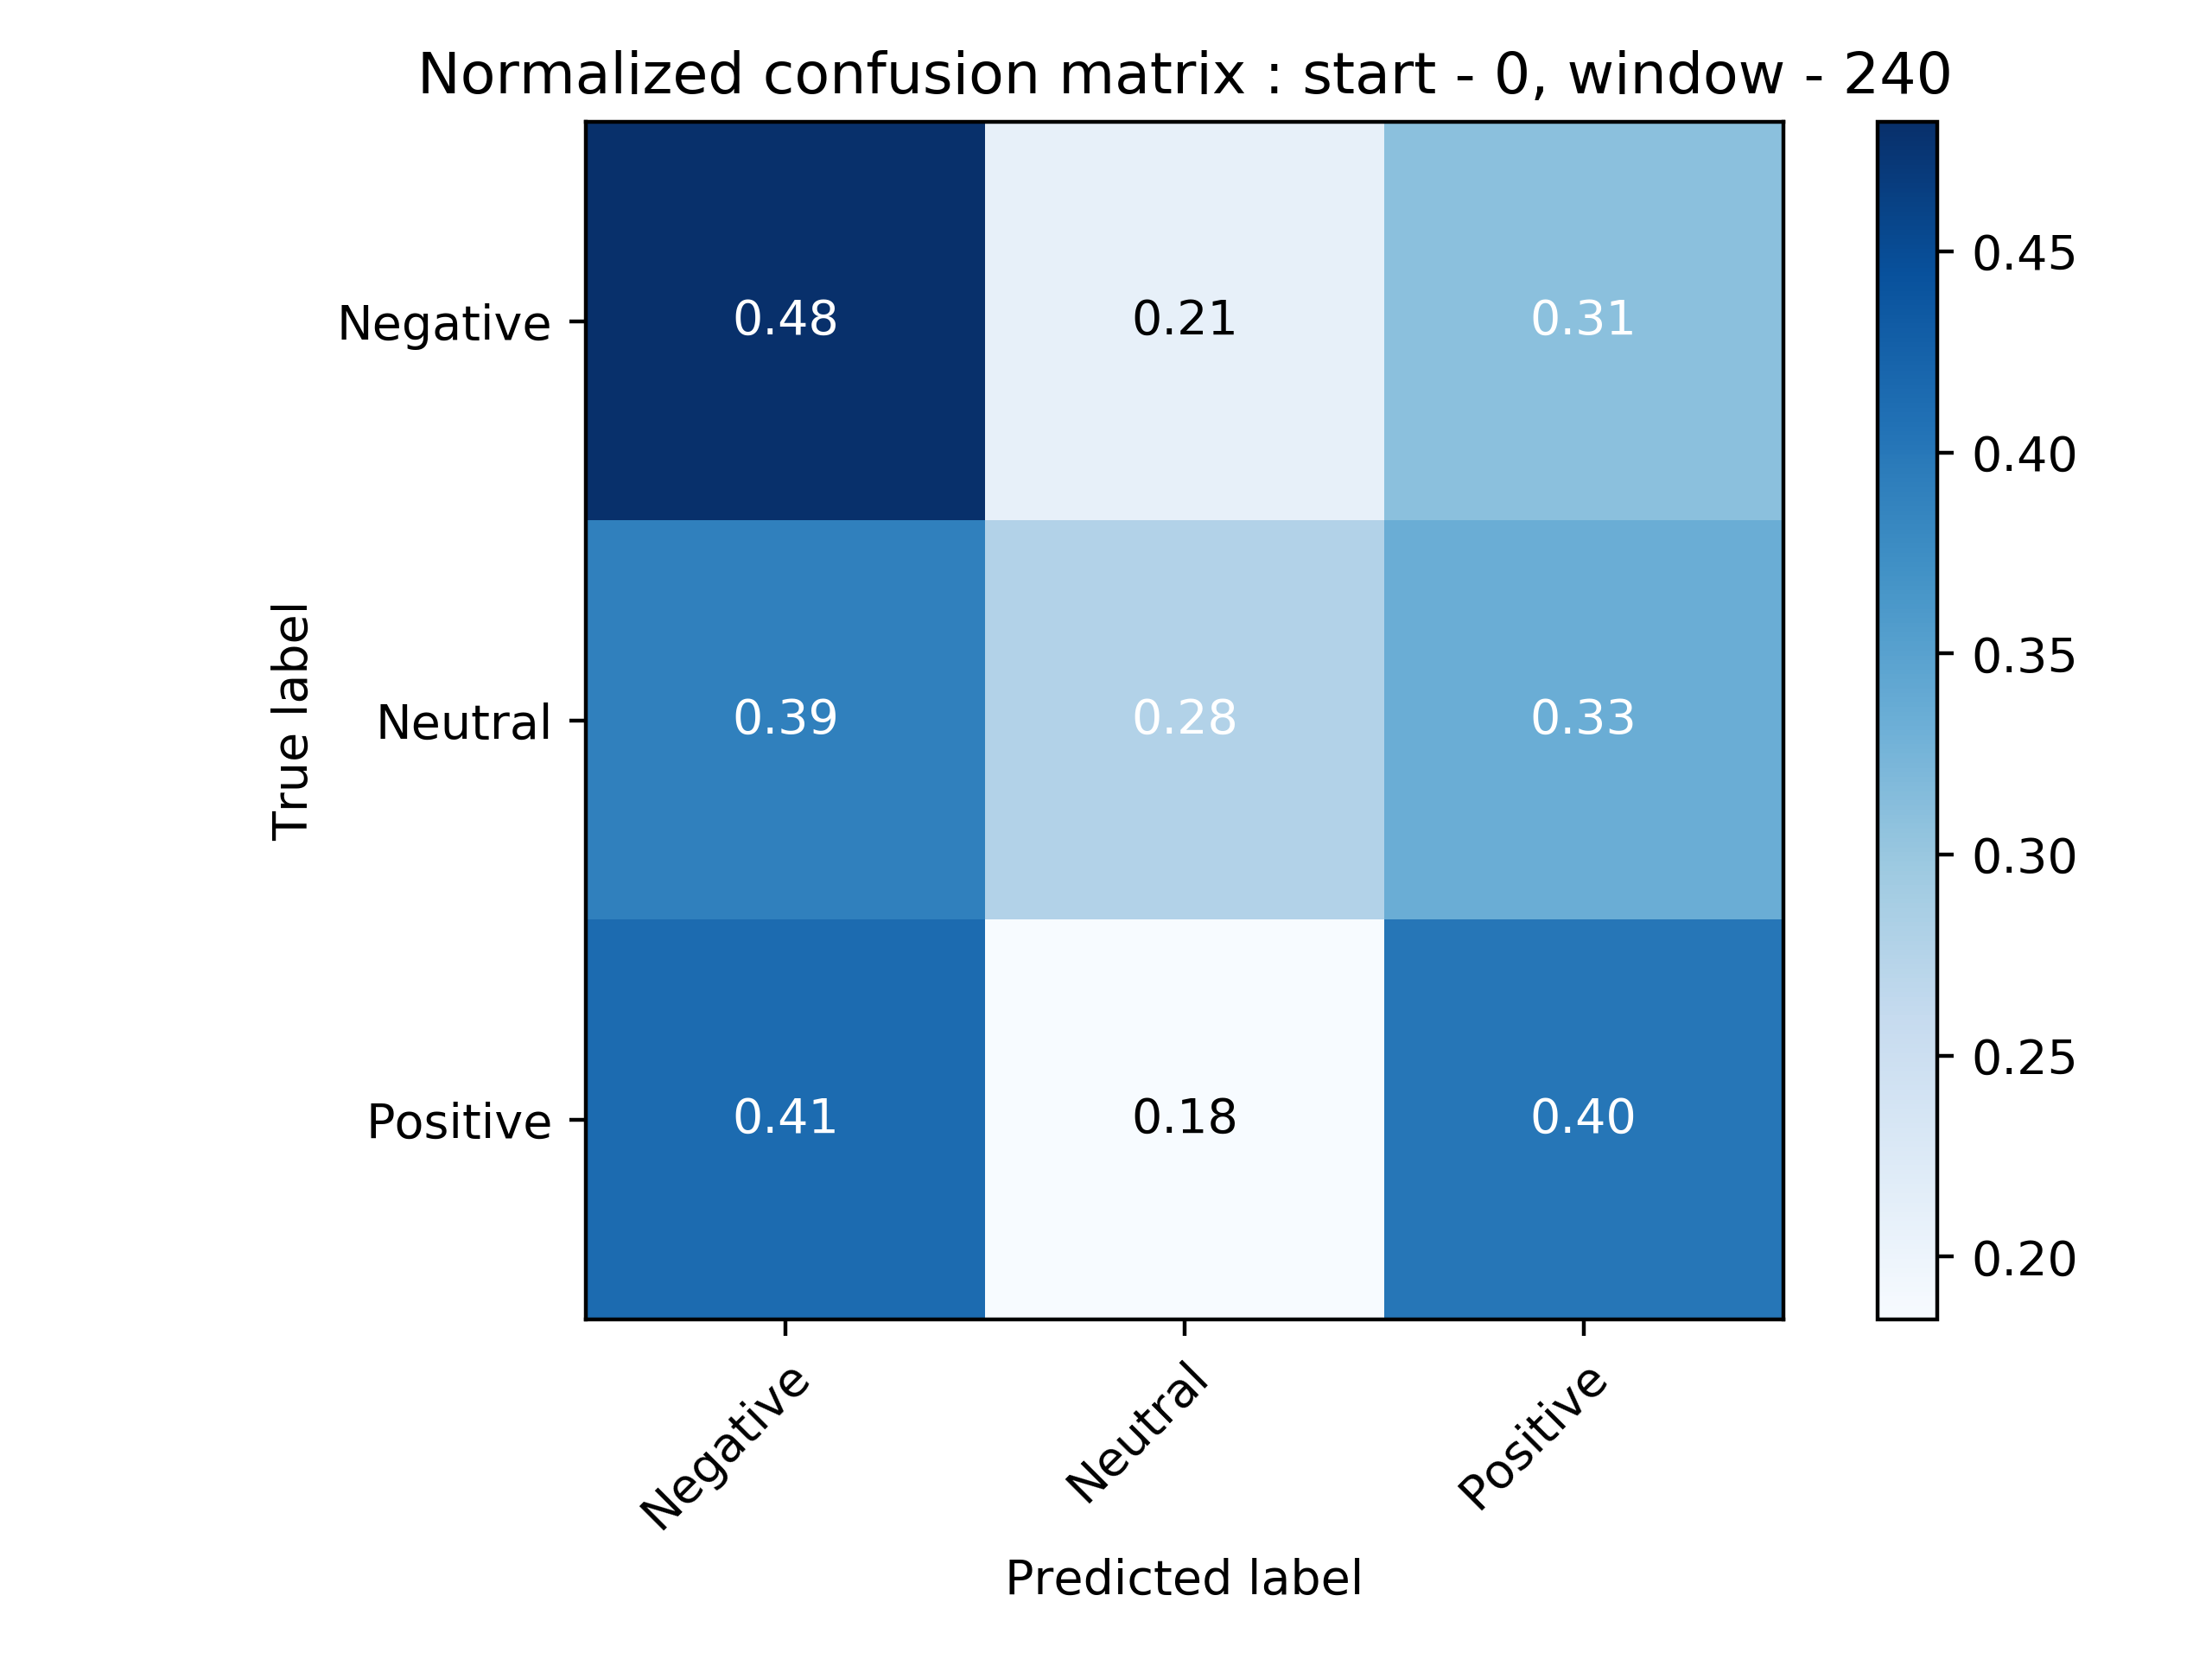 Normalized confusion matrix : start - 0, window - 240
True label
Negative
Neutral
Positive
0.48 0.21 0.31
0.39 0.28 0.33
0.41 0.18 0.40
Negative Neutral Positive
Predicted label
0.45
0.40
0.35
0.30
0.25
0.20